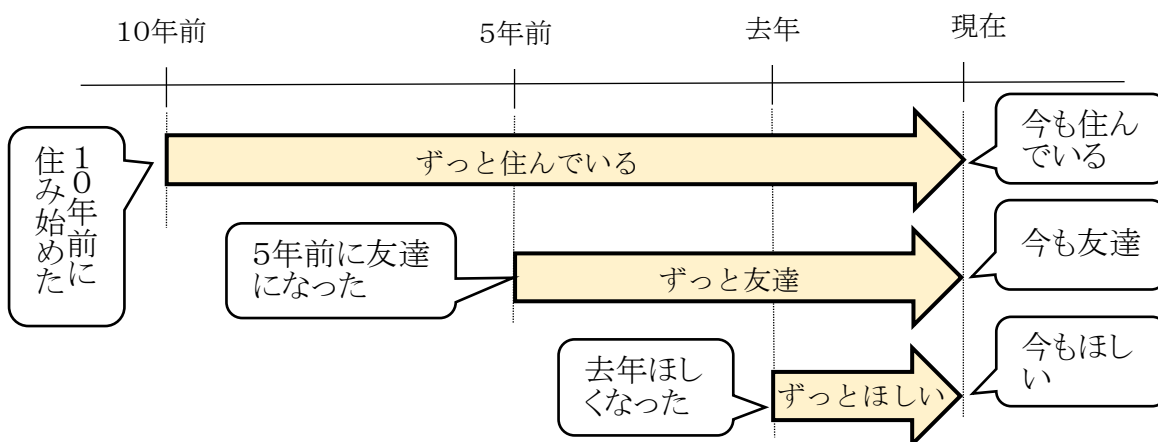 10年前
5年前
去年
現在
10年前に
住み始めた
ずっと住んでいる
今も住ん
でいる
5年前に友達
になった
ずっと友達
今も友達
去年ほし
くなった
ずっとほしい
今もほし
い